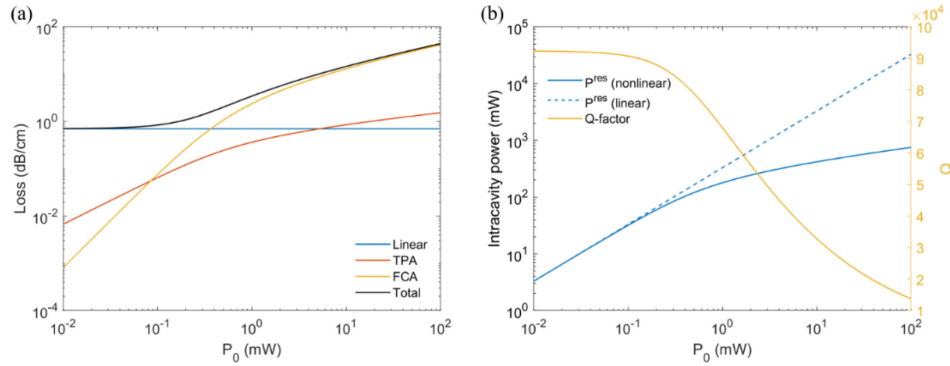 (a)
10^2
10^0
10^-2
10^-4
Loss (dB/cm)
Linear
TPA
FCA
Total
10^-2
10^-1
10^0
10^1
10^2
P_0 (mW)
(b)
10^5
10^4
10^3
10^2
10^1
10^0
Intracavity power (mW)
P^res (nonlinear)
P^res (linear)
Q-factor
10^-2
10^-1
10^0
10^1
10^2
P_0 (mW)
10 ×10^4
9
8
7
6
5
4
3
2
1
Q